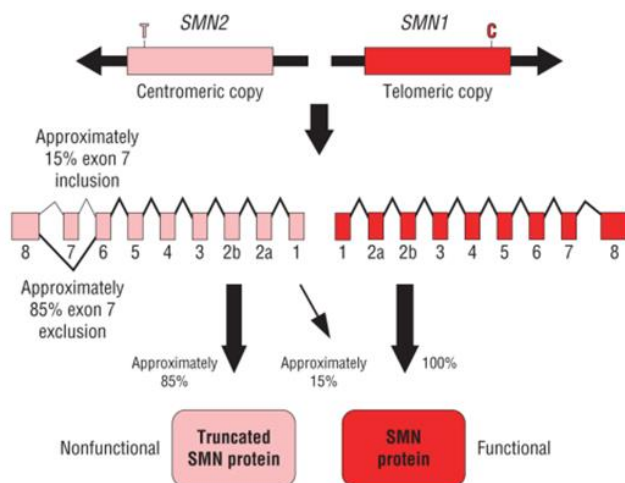 SMN2
SMN1
T
C
Centromeric copy
Telomeric copy
Approximately
15% exon 7
inclusion
8 7 6 5 4 3 2b 2a 1
1 2a 2b 3 4 5 6 7 8
Approximately
85% exon 7
exclusion
Approximately
85%
Approximately
15%
100%
Nonfunctional
Truncated
SMN protein
SMN
protein
Functional